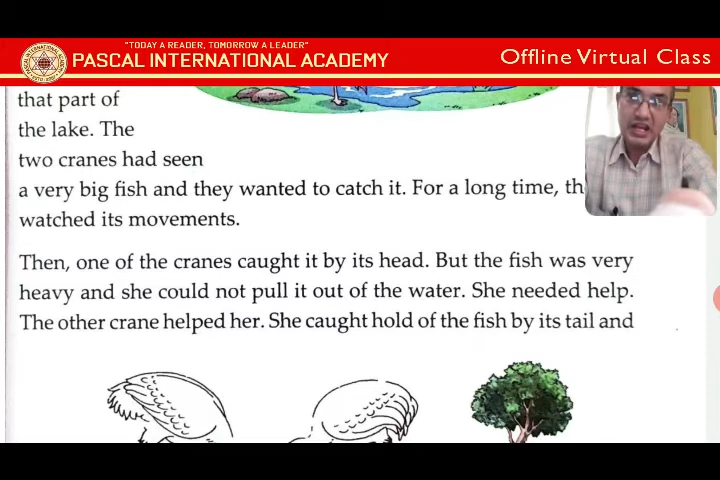 "TODAY A READER, TOMORROW A LEADER"
PASCAL INTERNATIONAL ACADEMY
Offline Virtual Class
that part of
the lake. The
two cranes had seen
a very big fish and they wanted to catch it. For a long time, th
watched its movements.
Then, one of the cranes caught it by its head. But the fish was very
heavy and she could not pull it out of the water. She needed help.
The other crane helped her. She caught hold of the fish by its tail and